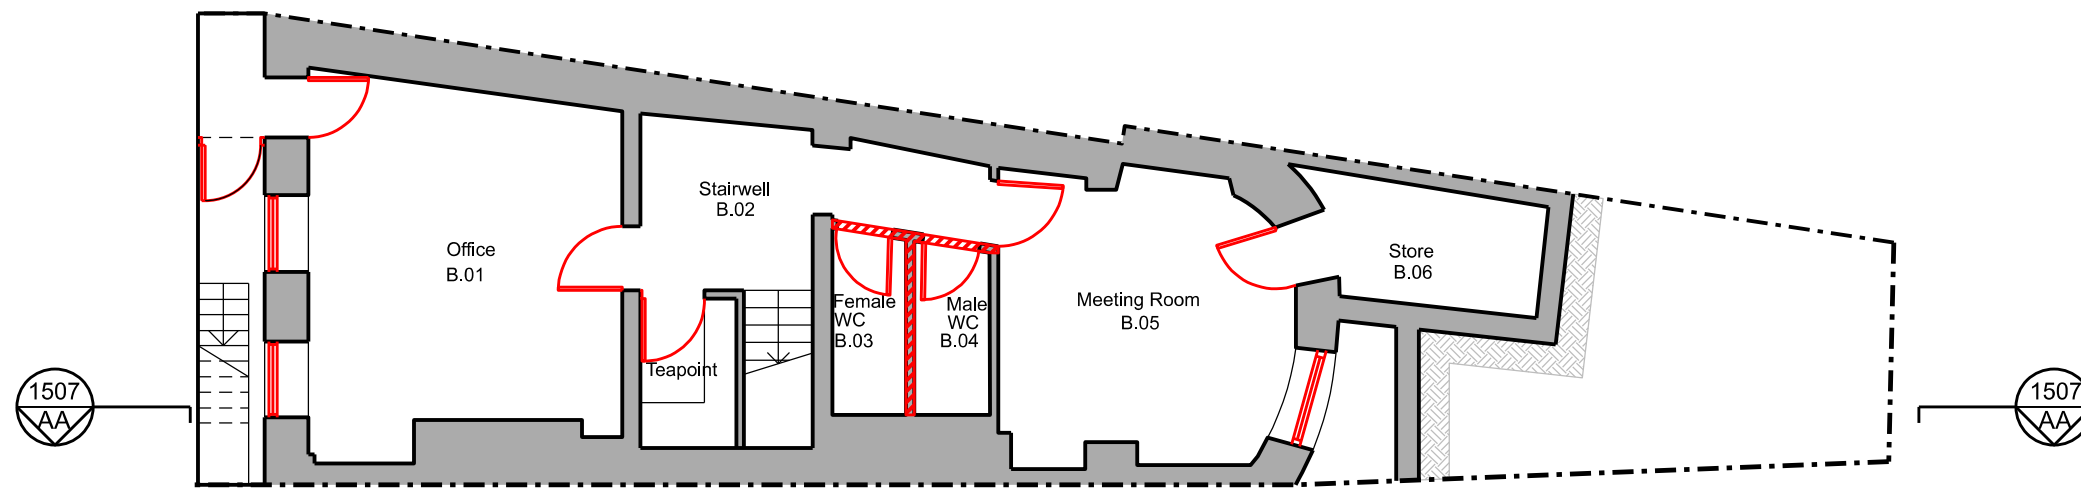 Stairwell
B.02
Office
B.01
Store
B.06
Female
WC
B.03
Male
WC
B.04
Meeting Room
B.05
Teapoint
1507
AA
1507
AA